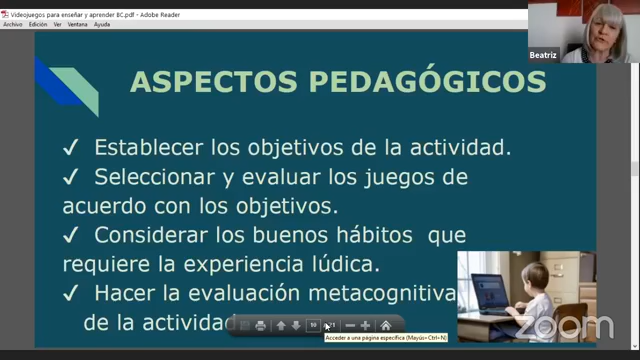 Videojuegos para enseñar y aprender BC.pdf - Adobe Reader
Archivo Edición Ver Ventana Ayuda
Beatriz
ASPECTOS PEDAGÓGICOS
✓ Establecer los objetivos de la actividad.
✓ Seleccionar y evaluar los juegos de
acuerdo con los objetivos.
✓ Considerar los buenos hábitos que
requiere la experiencia lúdica.
✓ Hacer la evaluación metacognitiva
de la actividad
50
71
Acceder a una página específica (Mayús+Ctrl+N)
zoom